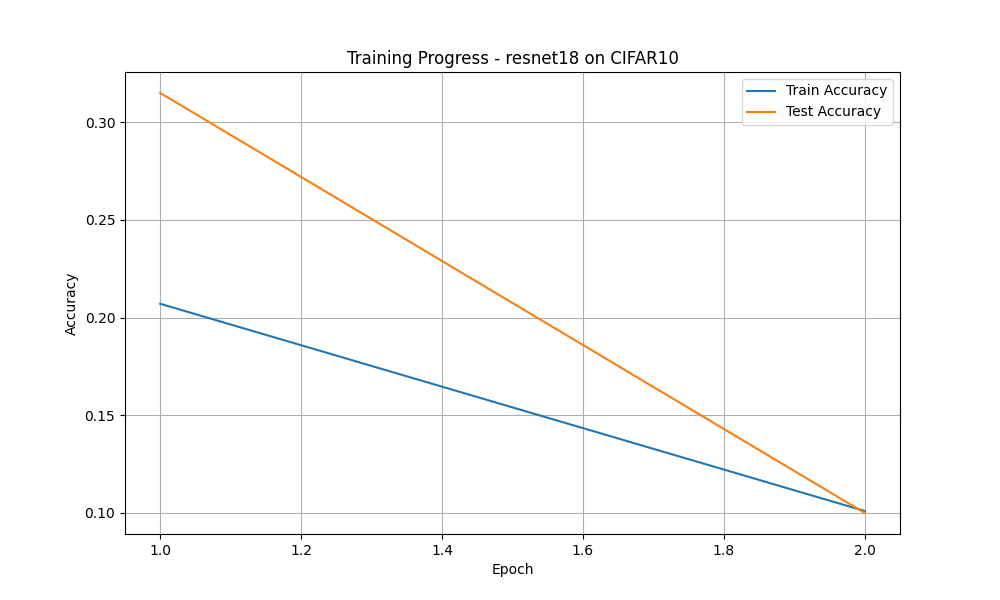 Training Progress - resnet18 on CIFAR10
Train Accuracy
Test Accuracy
0.30
0.25
0.20
0.15
0.10
Accuracy
1.0 1.2 1.4 1.6 1.8 2.0
Epoch